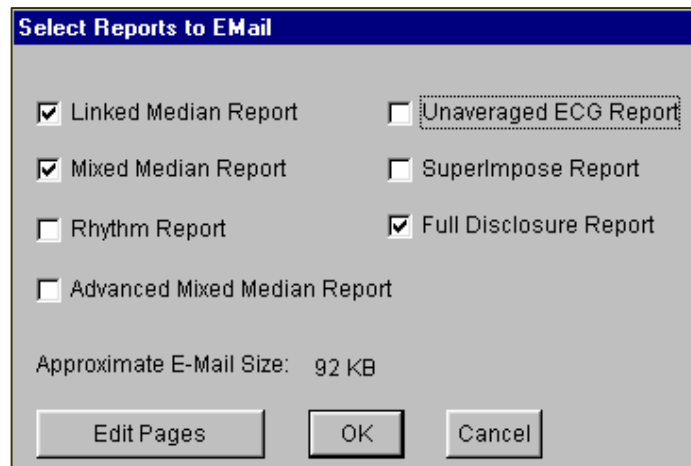 Select Reports to EMail
Linked Median Report
Unaveraged ECG Report
Mixed Median Report
SuperImpose Report
Rhythm Report
Full Disclosure Report
Advanced Mixed Median Report
Approximate E-Mail Size: 92 KB
Edit Pages
OK
Cancel